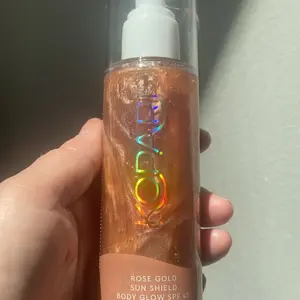 KOPARI
ROSE GOLD
SUN SHIELD
BODY GLOW SPF